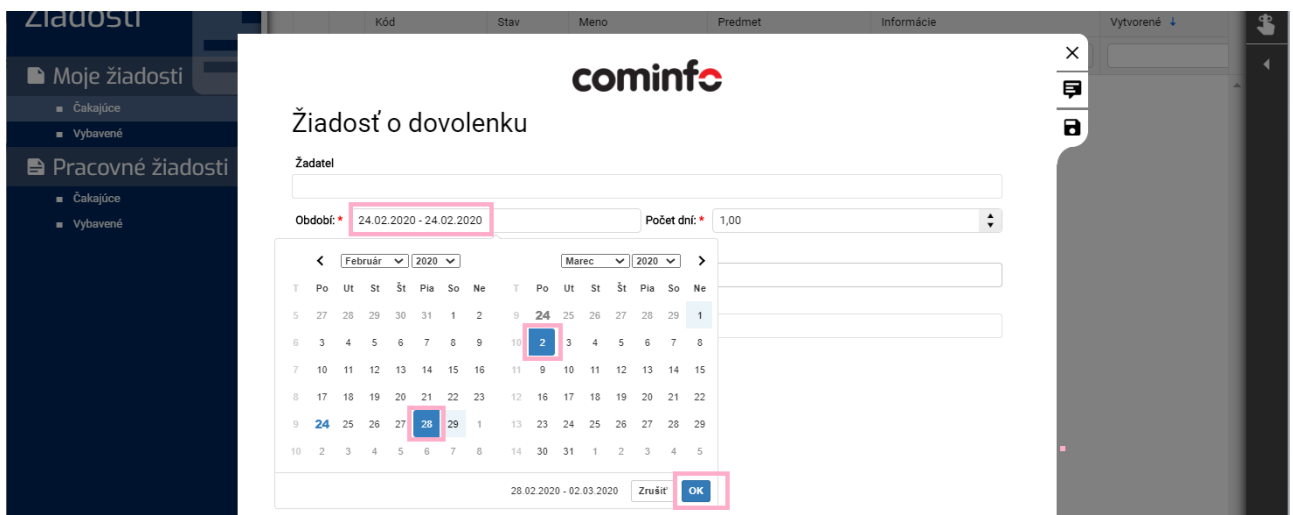 Žiadosti
Kód Stav Meno Predmet Informácie Vytvorené
Moje žiadosti
Čakajúce
Vybavené
Pracovné žiadosti
Čakajúce
Vybavené
cominfo
Žiadosť o dovolenku
Žadatel
Období: * 24.02.2020 - 24.02.2020 Počet dní: * 1,00
Február 2020 Marec 2020
T Po Ut St Št Pia So Ne T Po Ut St Št Pia So Ne
5 27 28 29 30 31 1 2 9 24 25 26 27 28 29 1
6 3 4 5 6 7 8 9 10 2 3 4 5 6 7 8
7 10 11 12 13 14 15 16 11 9 10 11 12 13 14 15
8 17 18 19 20 21 22 23 12 16 17 18 19 20 21 22
9 24 25 26 27 28 29 1 13 23 24 25 26 27 28 29
10 2 3 4 5 6 7 8 14 30 31 1 2 3 4 5
28.02.2020 - 02.03.2020 Zrušiť OK